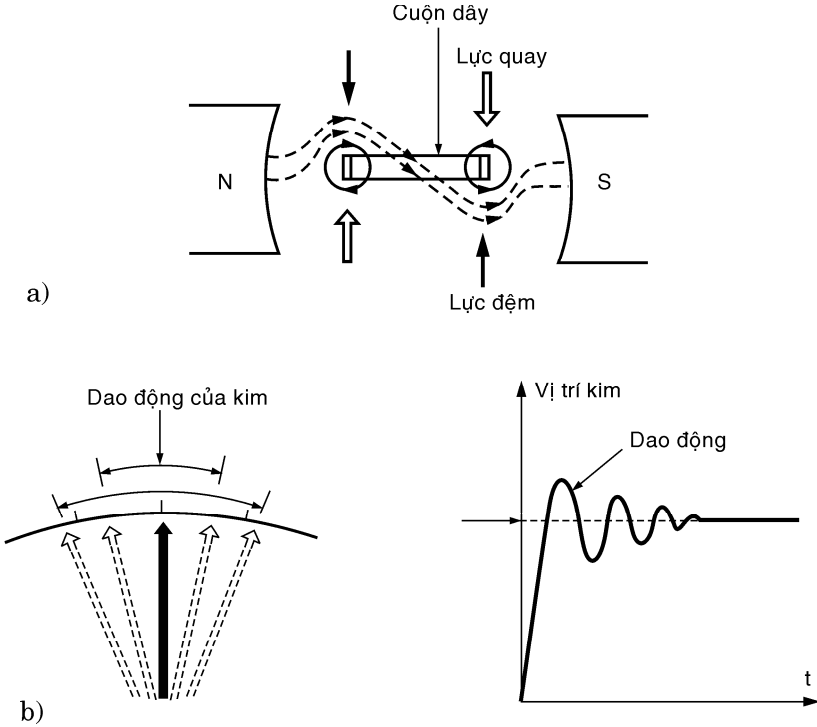 Cuộn dây
Lực quay
N
S
a)
Lực đệm
Dao động của kim
Vị trí kim
Dao động
t
b)